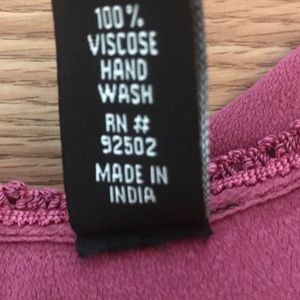 100%
VISCOSE
HAND
WASH
RN #
92502
MADE IN
INDIA